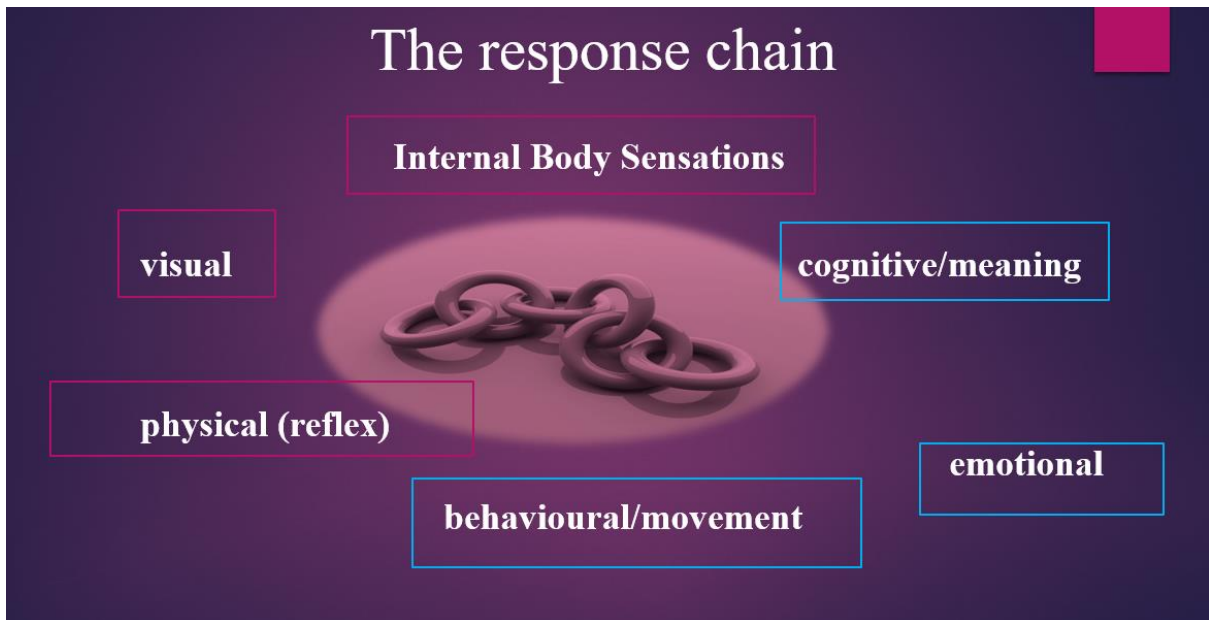 The response chain
Internal Body Sensations
visual
cognitive/meaning
physical (reflex)
emotional
behavioural/movement